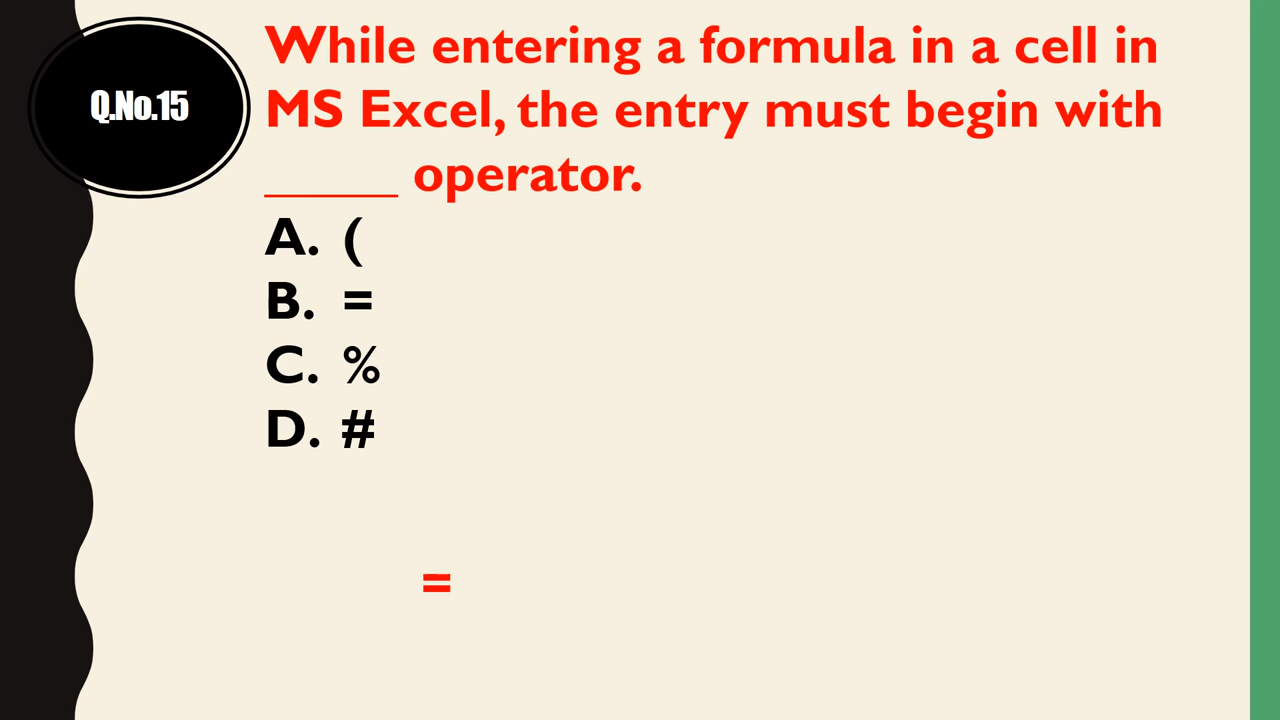 Q.No.15
While entering a formula in a cell in
MS Excel, the entry must begin with
_____ operator.
A. (
B. =
C. %
D. #
=